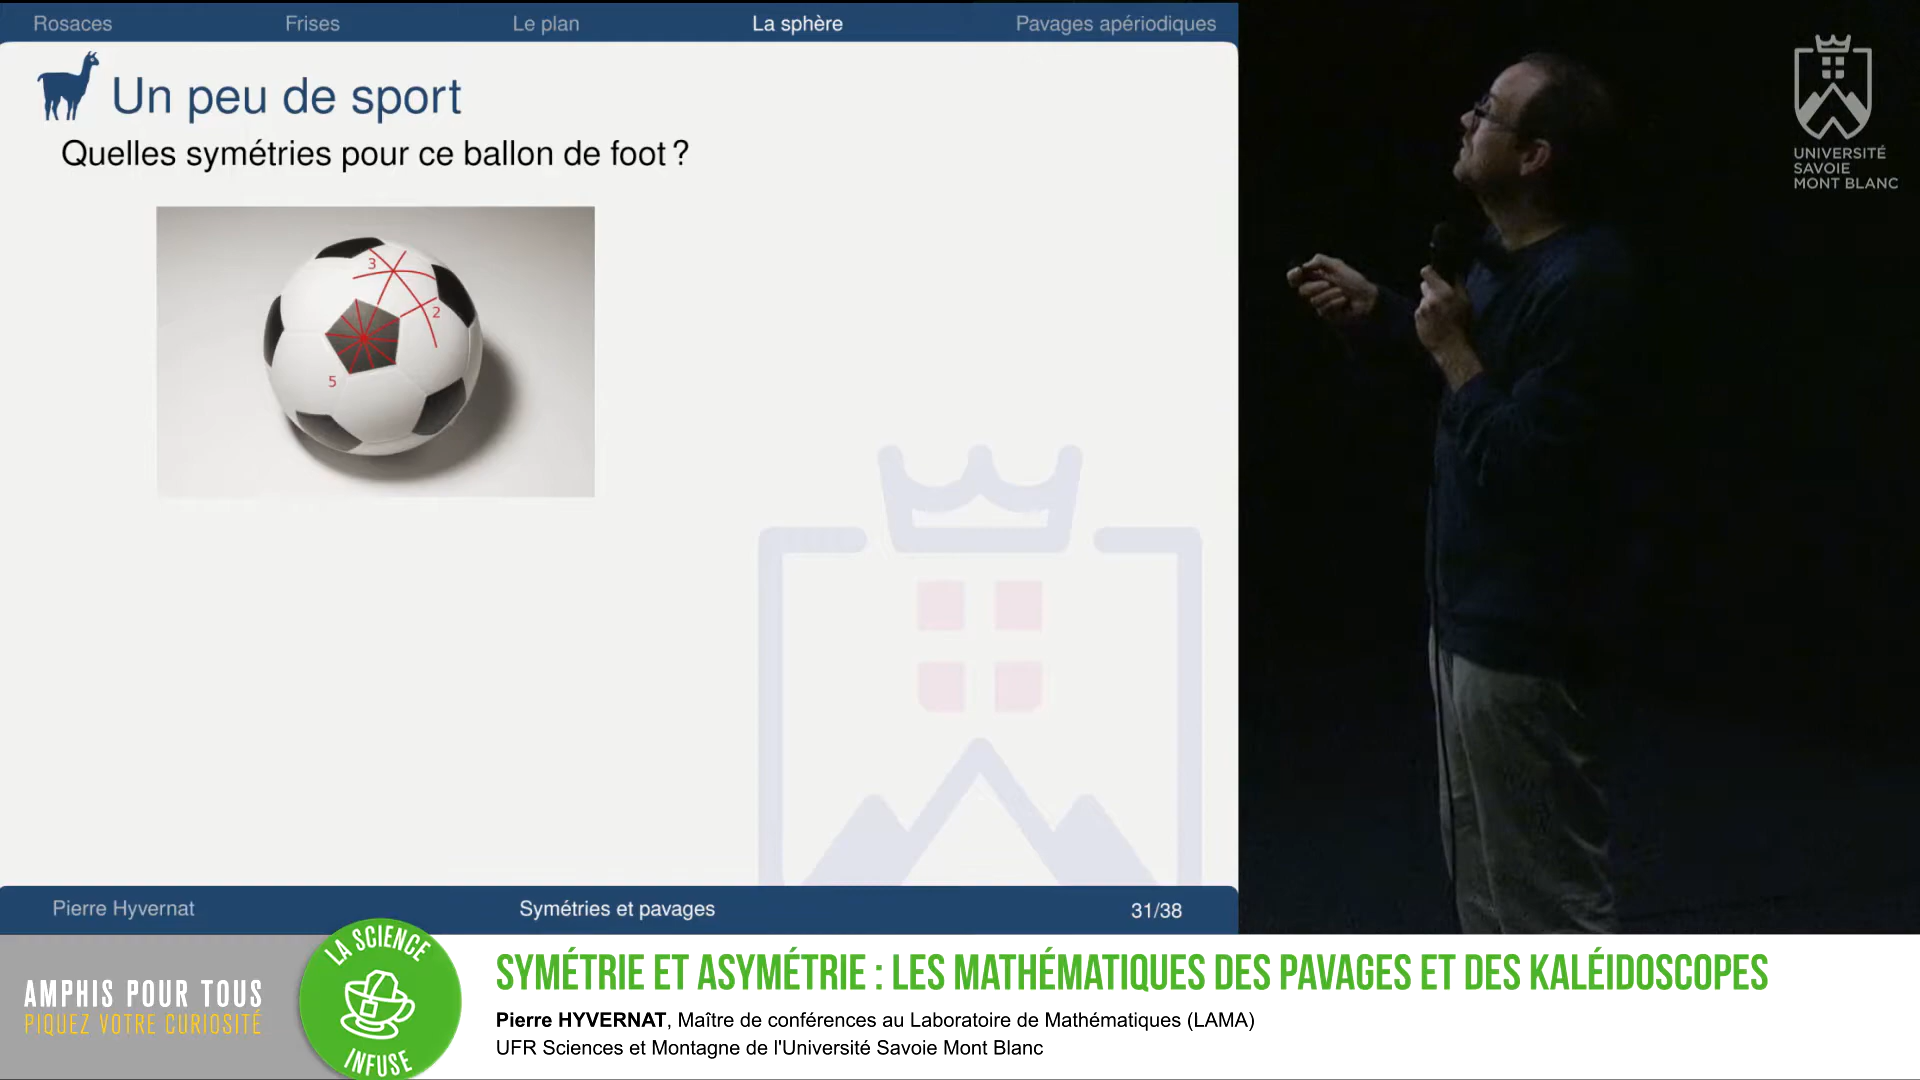 Rosaces Frises Le plan La sphère Pavages apériodiques
Un peu de sport
Quelles symétries pour ce ballon de foot ?
3
2
5
UNIVERSITÉ
SAVOIE
MONT BLANC
Pierre Hyvernat Symétries et pavages 31/38
AMPHIS POUR TOUS
PIQUEZ VOTRE CURIOSITÉ
LA SCIENCE
INFUSE
SYMÉTRIE ET ASYMÉTRIE : LES MATHÉMATIQUES DES PAVAGES ET DES KALÉIDOSCOPES
Pierre HYVERNAT, Maître de conférences au Laboratoire de Mathématiques (LAMA)
UFR Sciences et Montagne de l'Université Savoie Mont Blanc